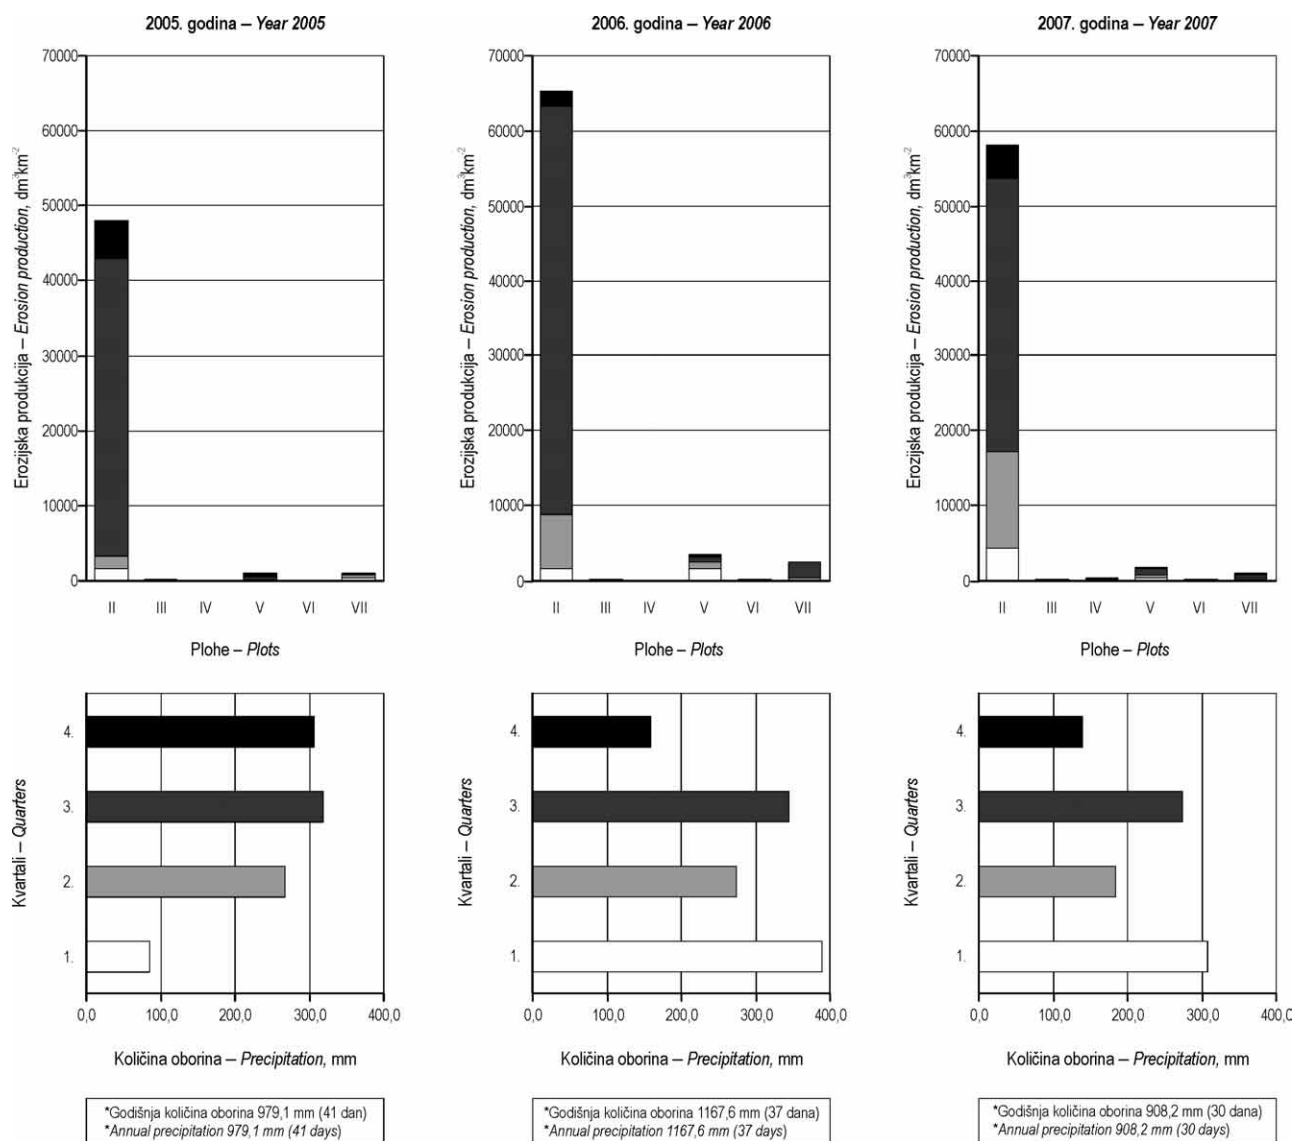 2005. godina – Year 2005
70000
60000
50000
40000
30000
20000
10000
0
Erozijska produkcija – Erosion production, dm³km⁻²
II III IV V VI VII
Plohe – Plots
2006. godina – Year 2006
70000
60000
50000
40000
30000
20000
10000
0
Erozijska produkcija – Erosion production, dm³km⁻²
II III IV V VI VII
Plohe – Plots
2007. godina – Year 2007
70000
60000
50000
40000
30000
20000
10000
0
Erozijska produkcija – Erosion production, dm³km⁻²
II III IV V VI VII
Plohe – Plots
4.
3.
2.
1.
Kvartali – Quarters
0,0 100,0 200,0 300,0 400,0
Količina oborina – Precipitation, mm
*Godišnja količina oborina 979,1 mm (41 dan)
*Annual precipitation 979,1 mm (41 days)
4.
3.
2.
1.
Kvartali – Quarters
0,0 100,0 200,0 300,0 400,0
Količina oborina – Precipitation, mm
*Godišnja količina oborina 1167,6 mm (37 dana)
*Annual precipitation 1167,6 mm (37 days)
4.
3.
2.
1.
Kvartali – Quarters
0,0 100,0 200,0 300,0 400,0
Količina oborina – Precipitation, mm
*Godišnja količina oborina 908,2 mm (30 dana)
*Annual precipitation 908,2 mm (30 days)